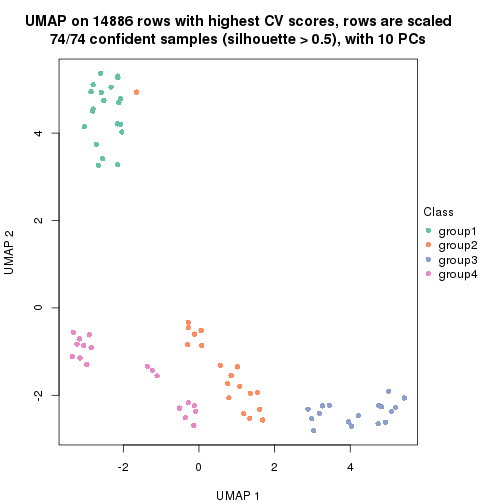 UMAP on 14886 rows with highest CV scores, rows are scaled
74/74 confident samples (silhouette > 0.5), with 10 PCs
4
2
0
-2
UMAP 2
-2
0
2
4
UMAP 1
Class
group1
group2
group3
group4